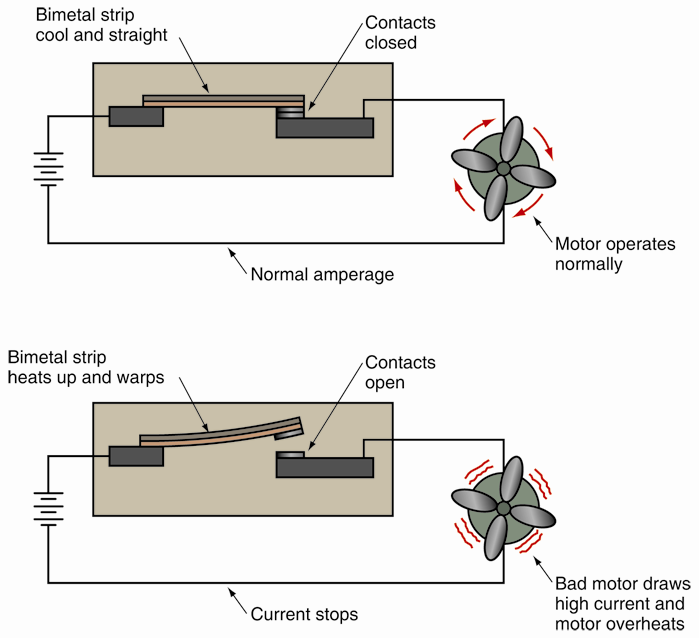 Bimetal strip
cool and straight
Contacts
closed
Motor operates
normally
Normal amperage
Bimetal strip
heats up and warps
Contacts
open
Bad motor draws
high current and
motor overheats
Current stops